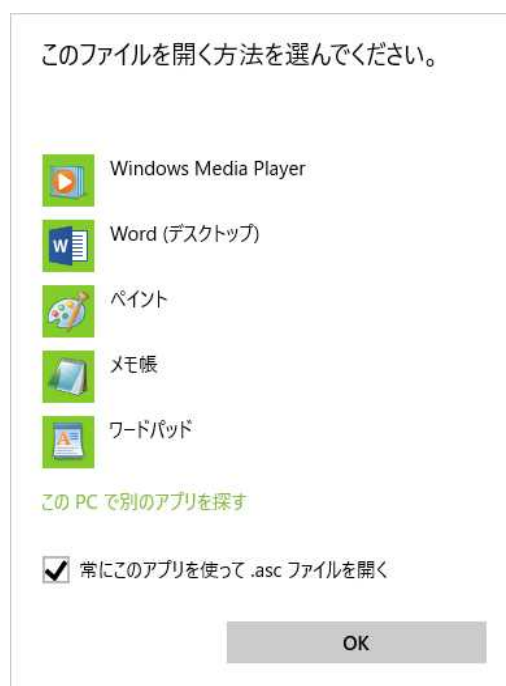 このファイルを開く方法を選んでください。
Windows Media Player
Word (デスクトップ)
ペイント
メモ帳
ワードパッド
この PC で別のアプリを探す
常にこのアプリを使って .asc ファイルを開く
OK